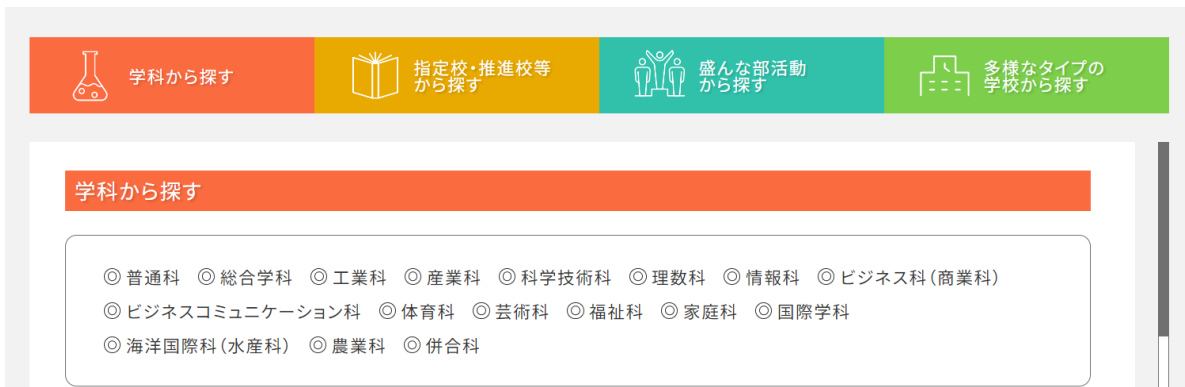 学科から探す
指定校・推進校等
から探す
盛んな部活動
から探す
多様なタイプの
学校から探す
学科から探す
◎ 普通科 ◎ 総合学科 ◎ 工業科 ◎ 産業科 ◎ 科学技術科 ◎ 理数科 ◎ 情報科 ◎ ビジネス科（商業科）
◎ ビジネスコミュニケーション科 ◎ 体育科 ◎ 芸術科 ◎ 福祉科 ◎ 家庭科 ◎ 国際学科
◎ 海洋国際科（水産科） ◎ 農業科 ◎ 併合科